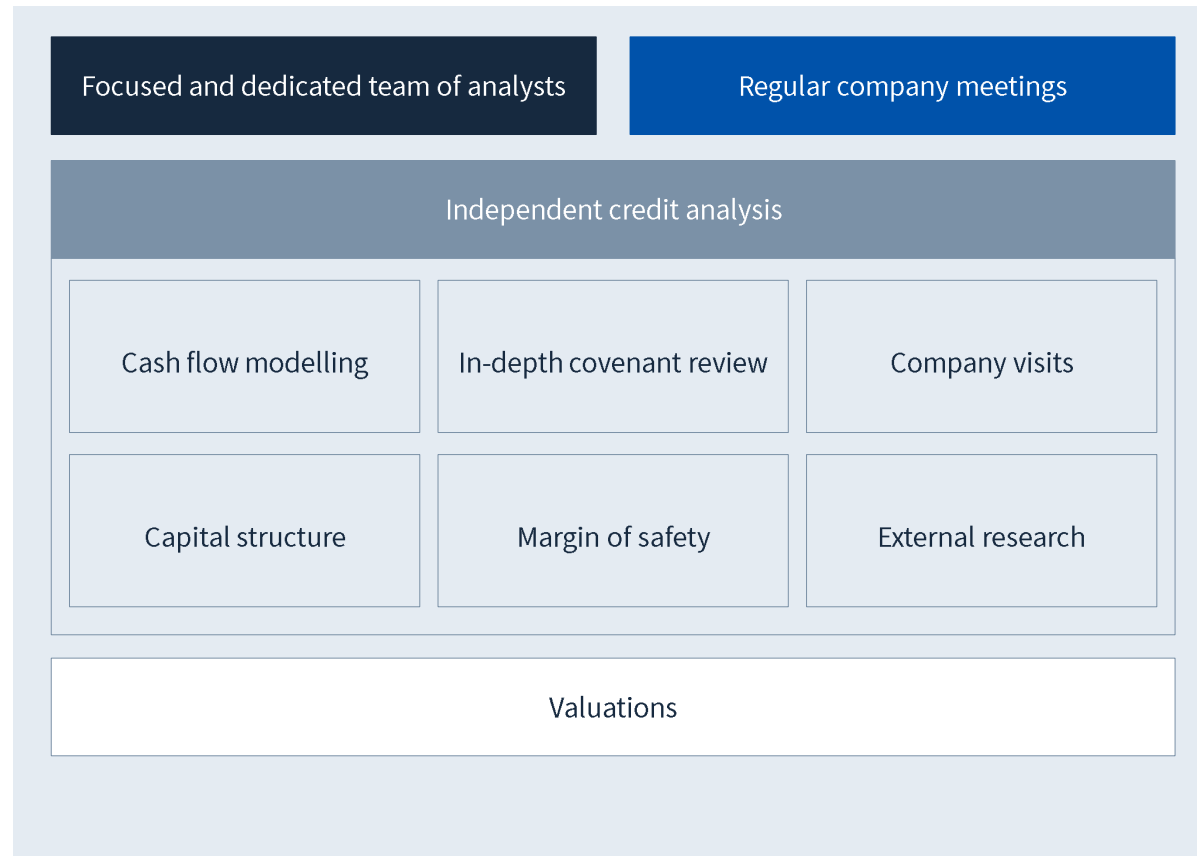 Focused and dedicated team of analysts
Regular company meetings
Independent credit analysis
Cash flow modelling
In-depth covenant review
Company visits
Capital structure
Margin of safety
External research
Valuations